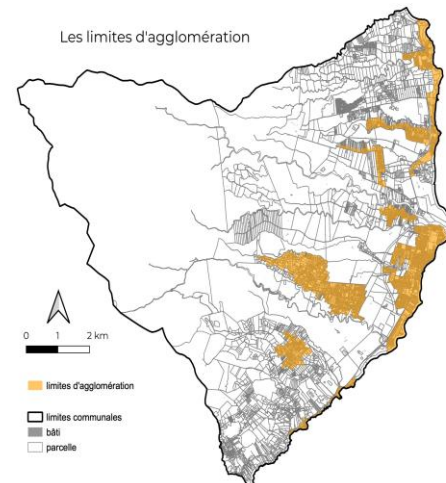 Les limites d'agglomération
0 1 2 km
limites d'agglomération
limites communales
bâti
parcelle